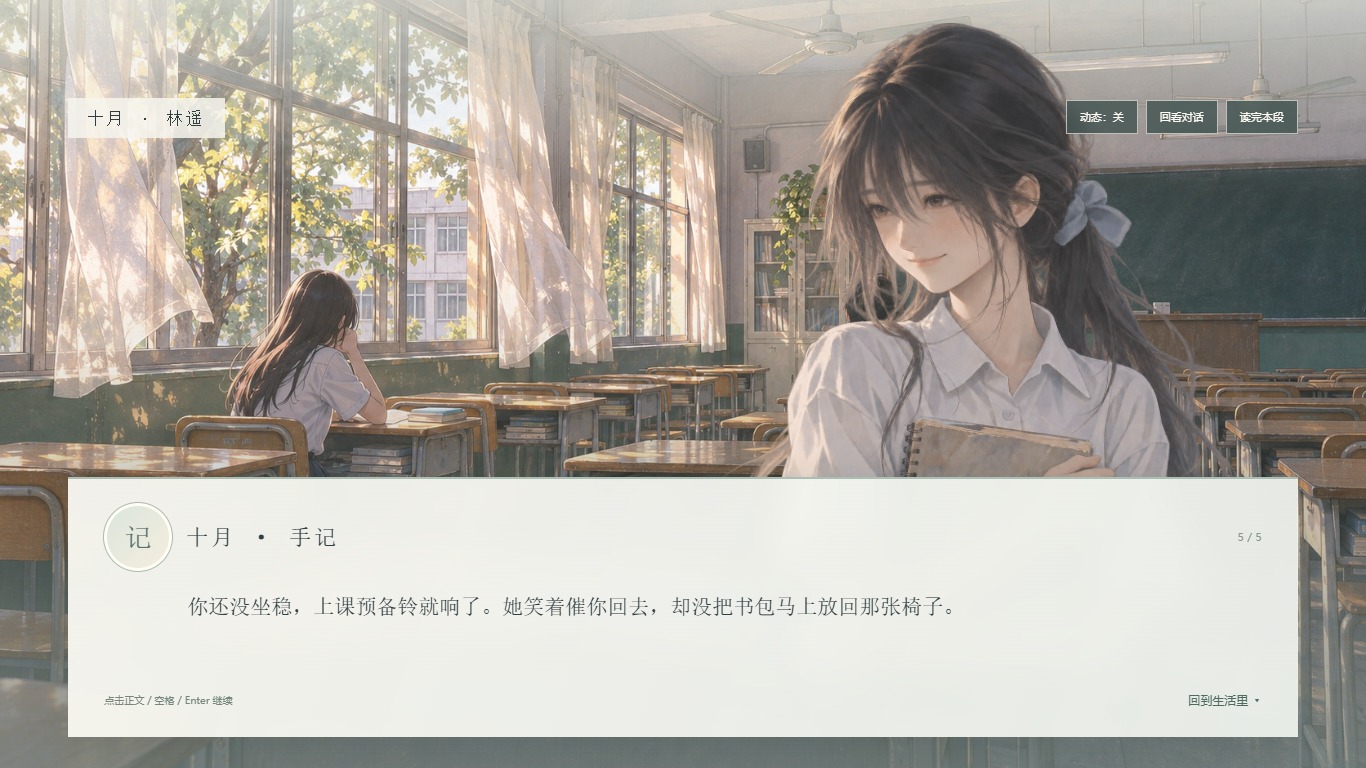 十月 · 林遥
动态：关
回看对话
读完本段
记
十月 • 手记
5 / 5
你还没坐稳，上课预备铃就响了。她笑着催你回去，却没把书包马上放回那张椅子。
点击正文 / 空格 / Enter 继续
回到生活里